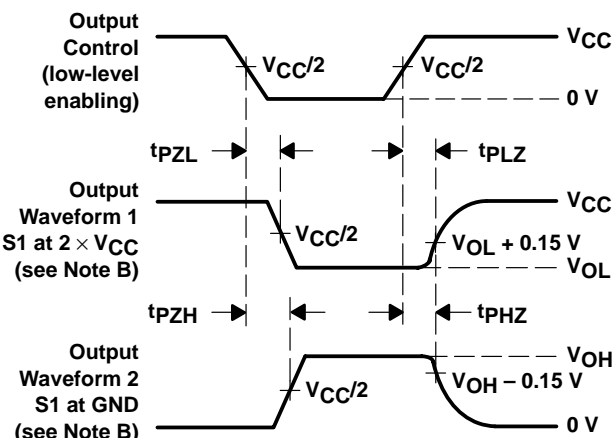 Output
Control
(low-level
enabling)
VCC/2
VCC/2
VCC
0 V
tPZL
tPLZ
Output
Waveform 1
S1 at 2 × VCC
(see Note B)
VCC/2
VCC
VOL + 0.15 V
VOL
tPZH
tPHZ
Output
Waveform 2
S1 at GND
(see Note B)
VCC/2
VOH
VOH – 0.15 V
0 V